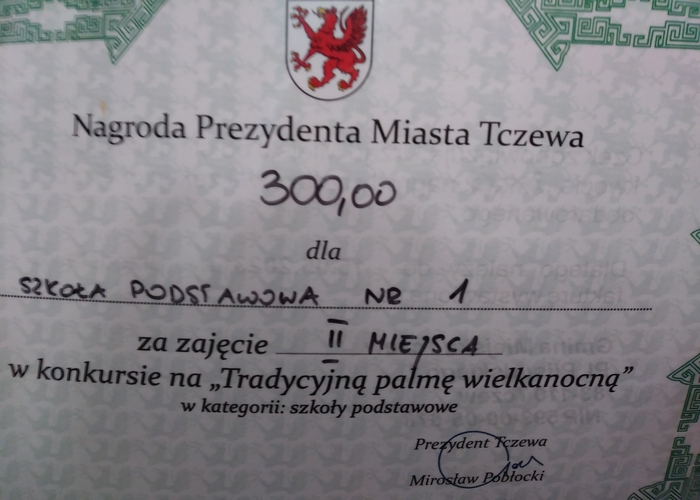 Nagroda Prezydenta Miasta Tczewa
300,00
dla
SZKOŁA PODSTAWOWA NR 1
za zajęcie II MIEJSCA
w konkursie na „Tradycyjną palmę wielkanocną”
w kategorii: szkoły podstawowe
Prezydent Tczewa
Mirosław Pobłocki